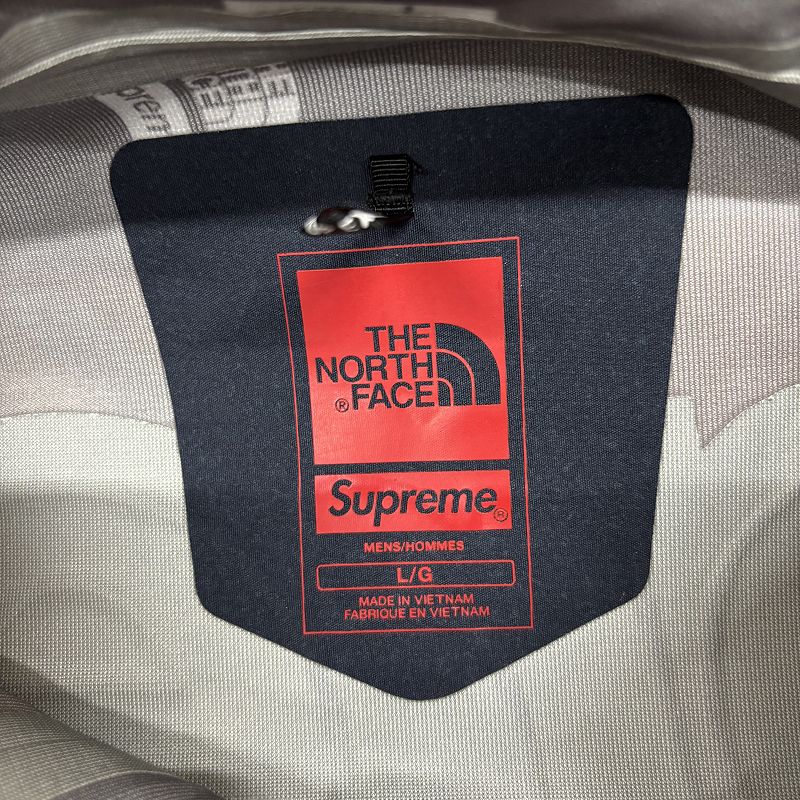 THE
NORTH
FACE®
Supreme®
MENS/HOMMES
L/G
MADE IN VIETNAM
FABRIQUE EN VIETNAM